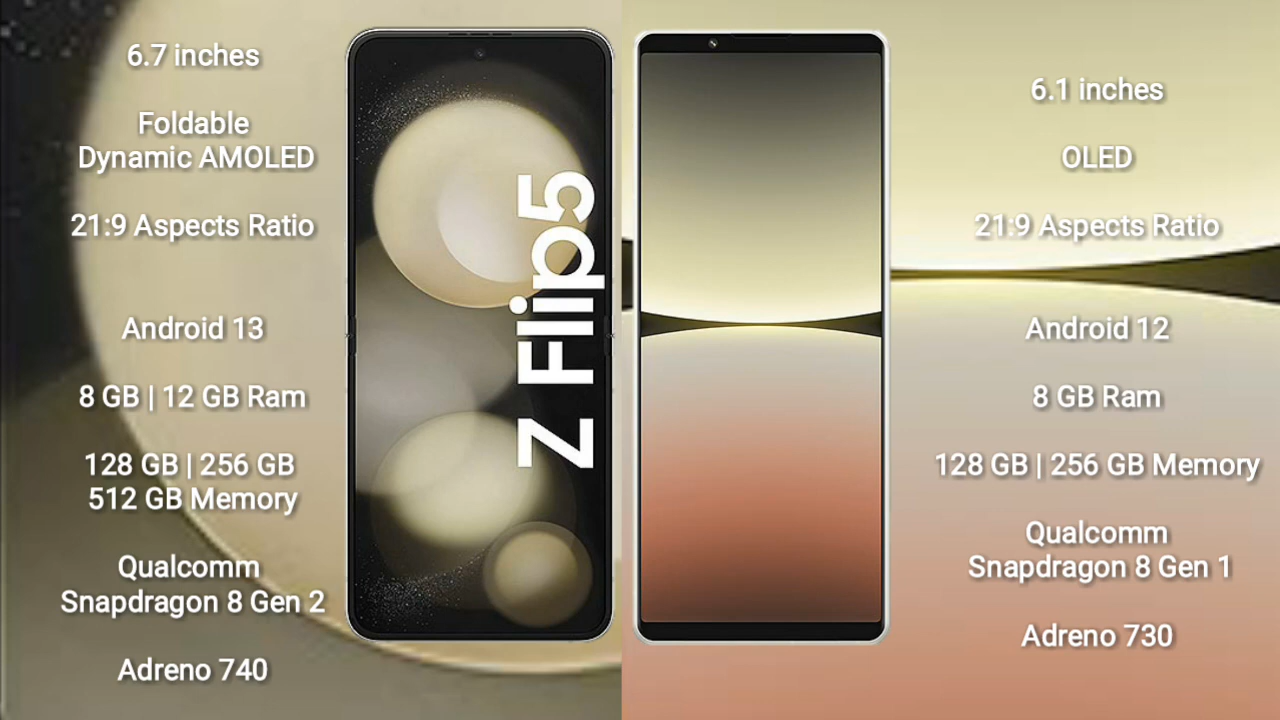 6.7 inches
Foldable
Dynamic AMOLED
21:9 Aspects Ratio
Android 13
8 GB | 12 GB Ram
128 GB | 256 GB
512 GB Memory
Qualcomm
Snapdragon 8 Gen 2
Adreno 740
Z Flip5
6.1 inches
OLED
21:9 Aspects Ratio
Android 12
8 GB Ram
128 GB | 256 GB Memory
Qualcomm
Snapdragon 8 Gen 1
Adreno 730